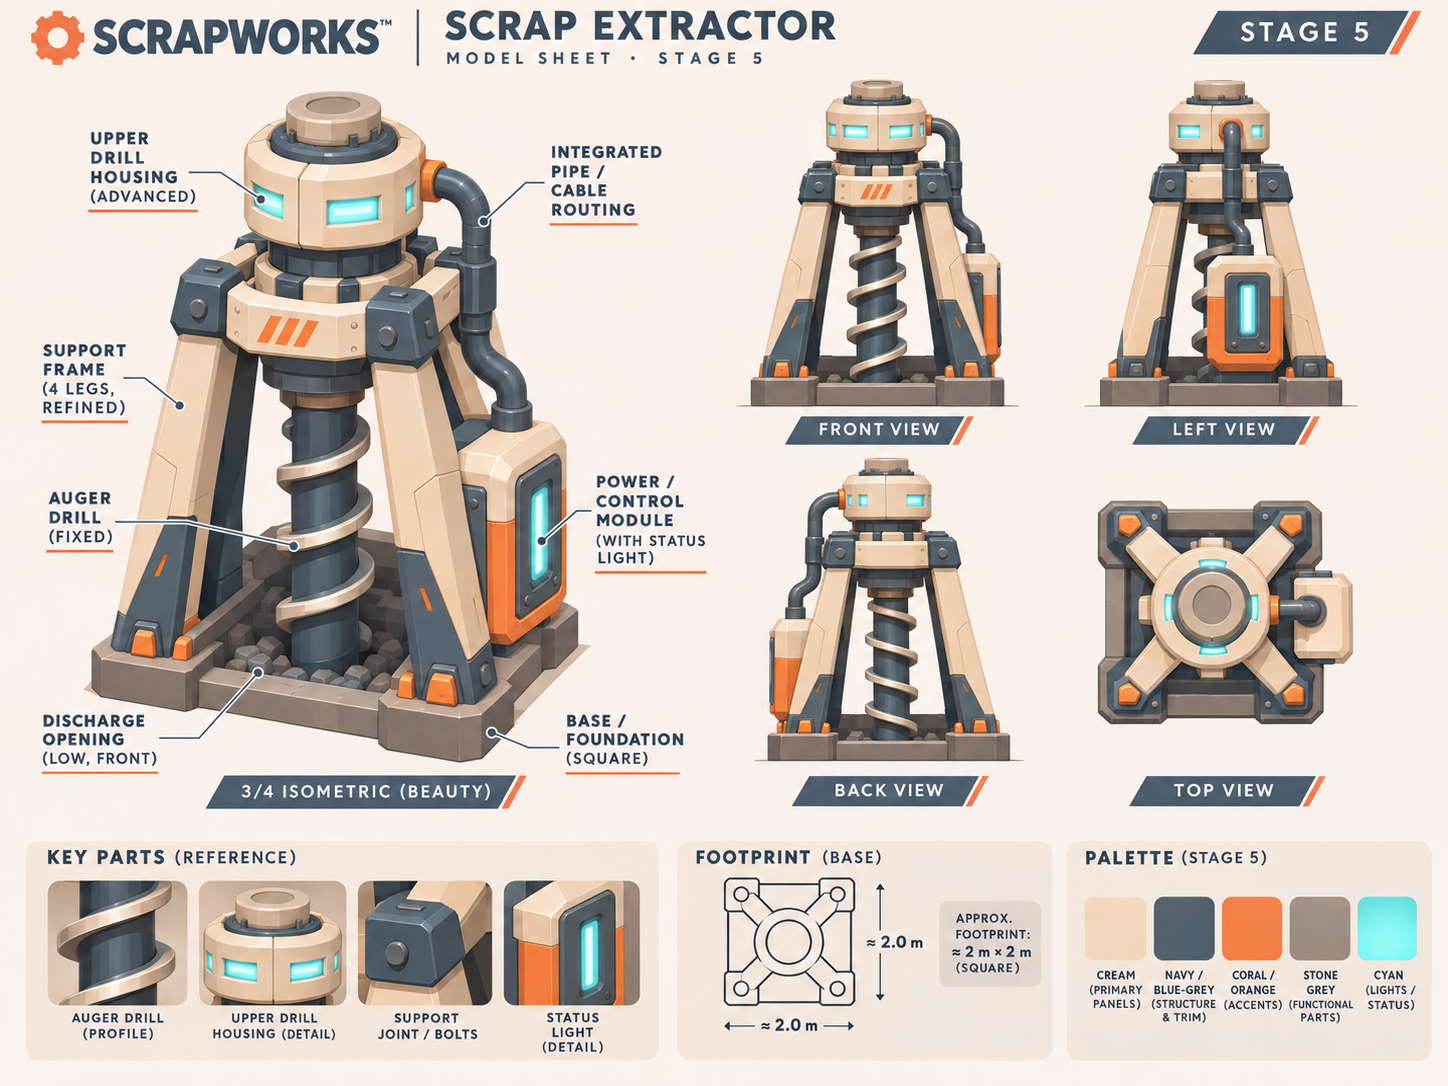 SCRAPWORKS™
SCRAP EXTRACTOR
MODEL SHEET • STAGE 5
STAGE 5
UPPER
DRILL
HOUSING
(ADVANCED)
INTEGRATED
PIPE /
CABLE
ROUTING
SUPPORT
FRAME
(4 LEGS,
REFINED)
AUGER
DRILL
(FIXED)
POWER /
CONTROL
MODULE
(WITH STATUS
LIGHT)
DISCHARGE
OPENING
(LOW, FRONT)
BASE /
FOUNDATION
(SQUARE)
3/4 ISOMETRIC (BEAUTY)
FRONT VIEW
LEFT VIEW
BACK VIEW
TOP VIEW
KEY PARTS (REFERENCE)
AUGER DRILL
(PROFILE)
UPPER DRILL
HOUSING (DETAIL)
SUPPORT
JOINT / BOLTS
STATUS
LIGHT
(DETAIL)
FOOTPRINT (BASE)
≈ 2.0 m
≈ 2.0 m
APPROX.
FOOTPRINT:
≈ 2 m × 2 m
(SQUARE)
PALETTE (STAGE 5)
CREAM
(PRIMARY
PANELS)
NAVY /
BLUE-GREY
(STRUCTURE
& TRIM)
CORAL /
ORANGE
(ACCENTS)
STONE
GREY
(FUNCTIONAL
PARTS)
CYAN
(LIGHTS /
STATUS)